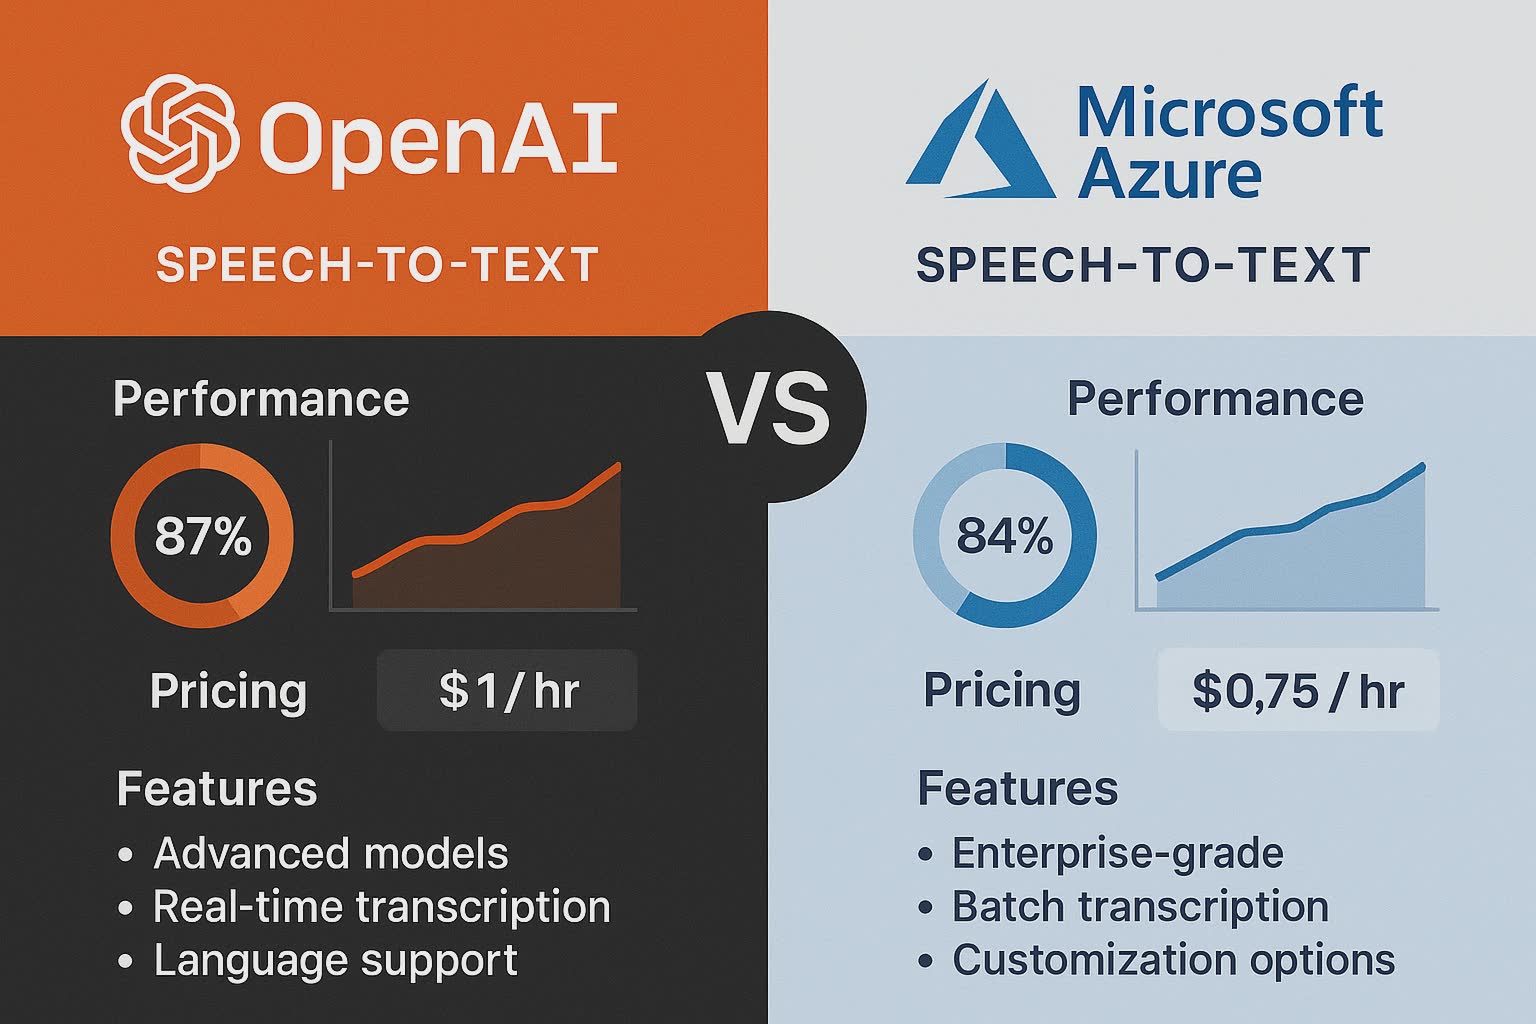 OpenAI
SPEECH-TO-TEXT
Performance
87%
Pricing
$1/hr
Features
• Advanced models
• Real-time transcription
• Language support
VS
Microsoft
Azure
SPEECH-TO-TEXT
Performance
84%
Pricing
$0,75 / hr
Features
• Enterprise-grade
• Batch transcription
• Customization options